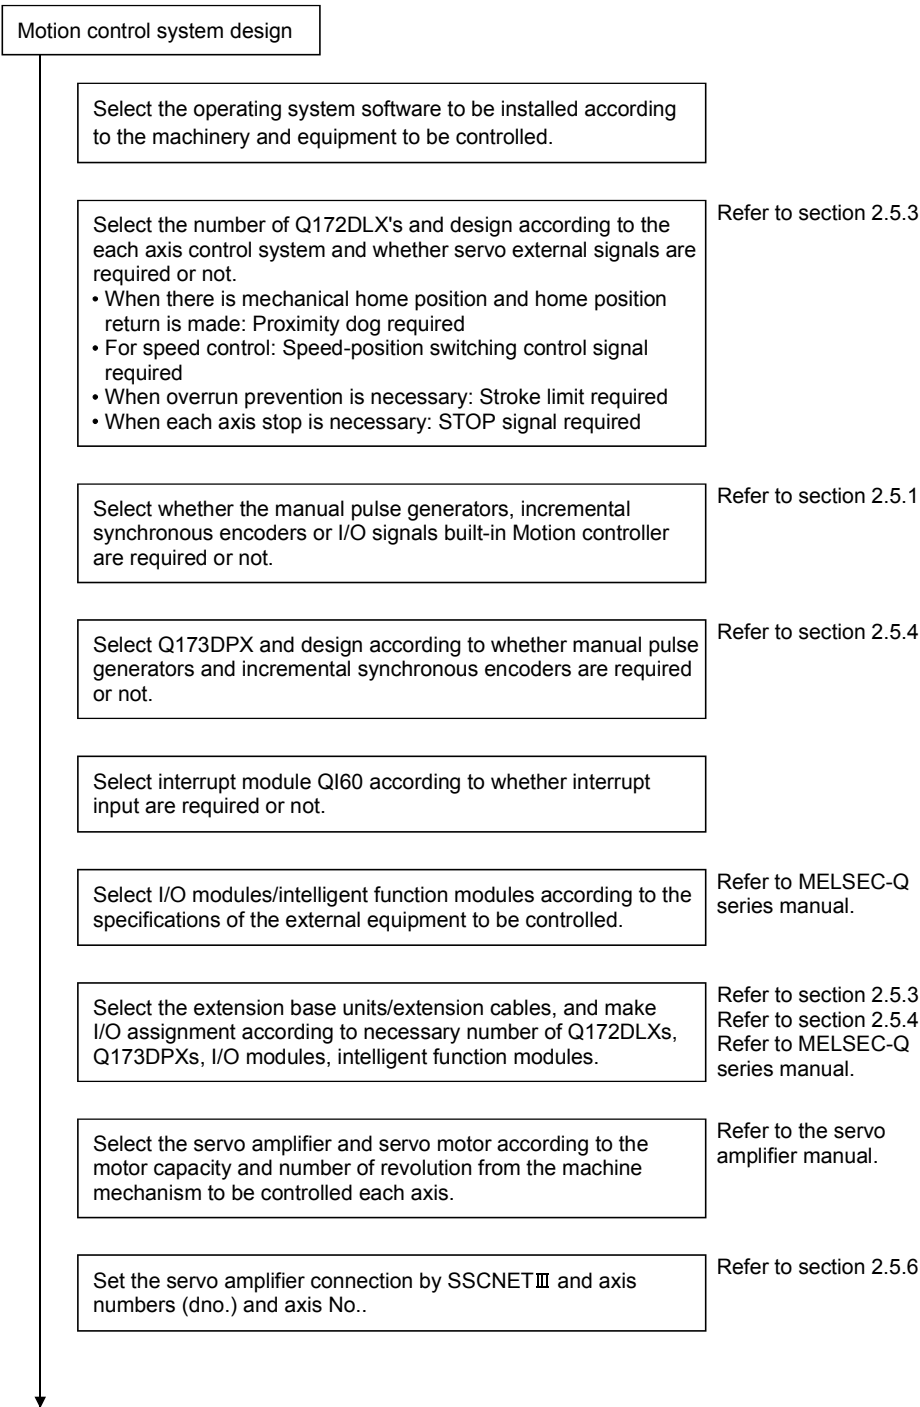 Motion control system design
Select the operating system software to be installed according
to the machinery and equipment to be controlled.
Select the number of Q172DLX's and design according to the
each axis control system and whether servo external signals are
required or not.
• When there is mechanical home position and home position
return is made: Proximity dog required
• For speed control: Speed-position switching control signal
required
• When overrun prevention is necessary: Stroke limit required
• When each axis stop is necessary: STOP signal required
Refer to section 2.5.3
Select whether the manual pulse generators, incremental
synchronous encoders or I/O signals built-in Motion controller
are required or not.
Refer to section 2.5.1
Select Q173DPX and design according to whether manual pulse
generators and incremental synchronous encoders are required
or not.
Refer to section 2.5.4
Select interrupt module QI60 according to whether interrupt
input are required or not.
Select I/O modules/intelligent function modules according to the
specifications of the external equipment to be controlled.
Refer to MELSEC-Q
series manual.
Select the extension base units/extension cables, and make
I/O assignment according to necessary number of Q172DLXs,
Q173DPXs, I/O modules, intelligent function modules.
Refer to section 2.5.3
Refer to section 2.5.4
Refer to MELSEC-Q
series manual.
Select the servo amplifier and servo motor according to the
motor capacity and number of revolution from the machine
mechanism to be controlled each axis.
Refer to the servo
amplifier manual.
Set the servo amplifier connection by SSCNETⅢ and axis
numbers (dno.) and axis No..
Refer to section 2.5.6